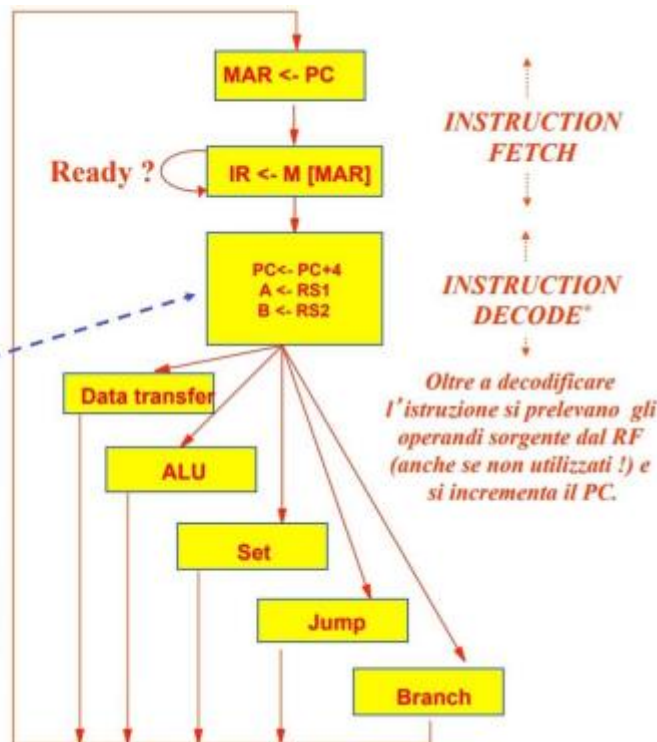 MAR <- PC
INSTRUCTION
FETCH
Ready ?
IR <- M [MAR]
PC<- PC+4
A <- RS1
B <- RS2
INSTRUCTION
DECODE*
Data transfer
Oltre a decodificare
l'istruzione si prelevano gli
operandi sorgente dal RF
(anche se non utilizzati !) e
si incrementa il PC.
ALU
Set
Jump
Branch